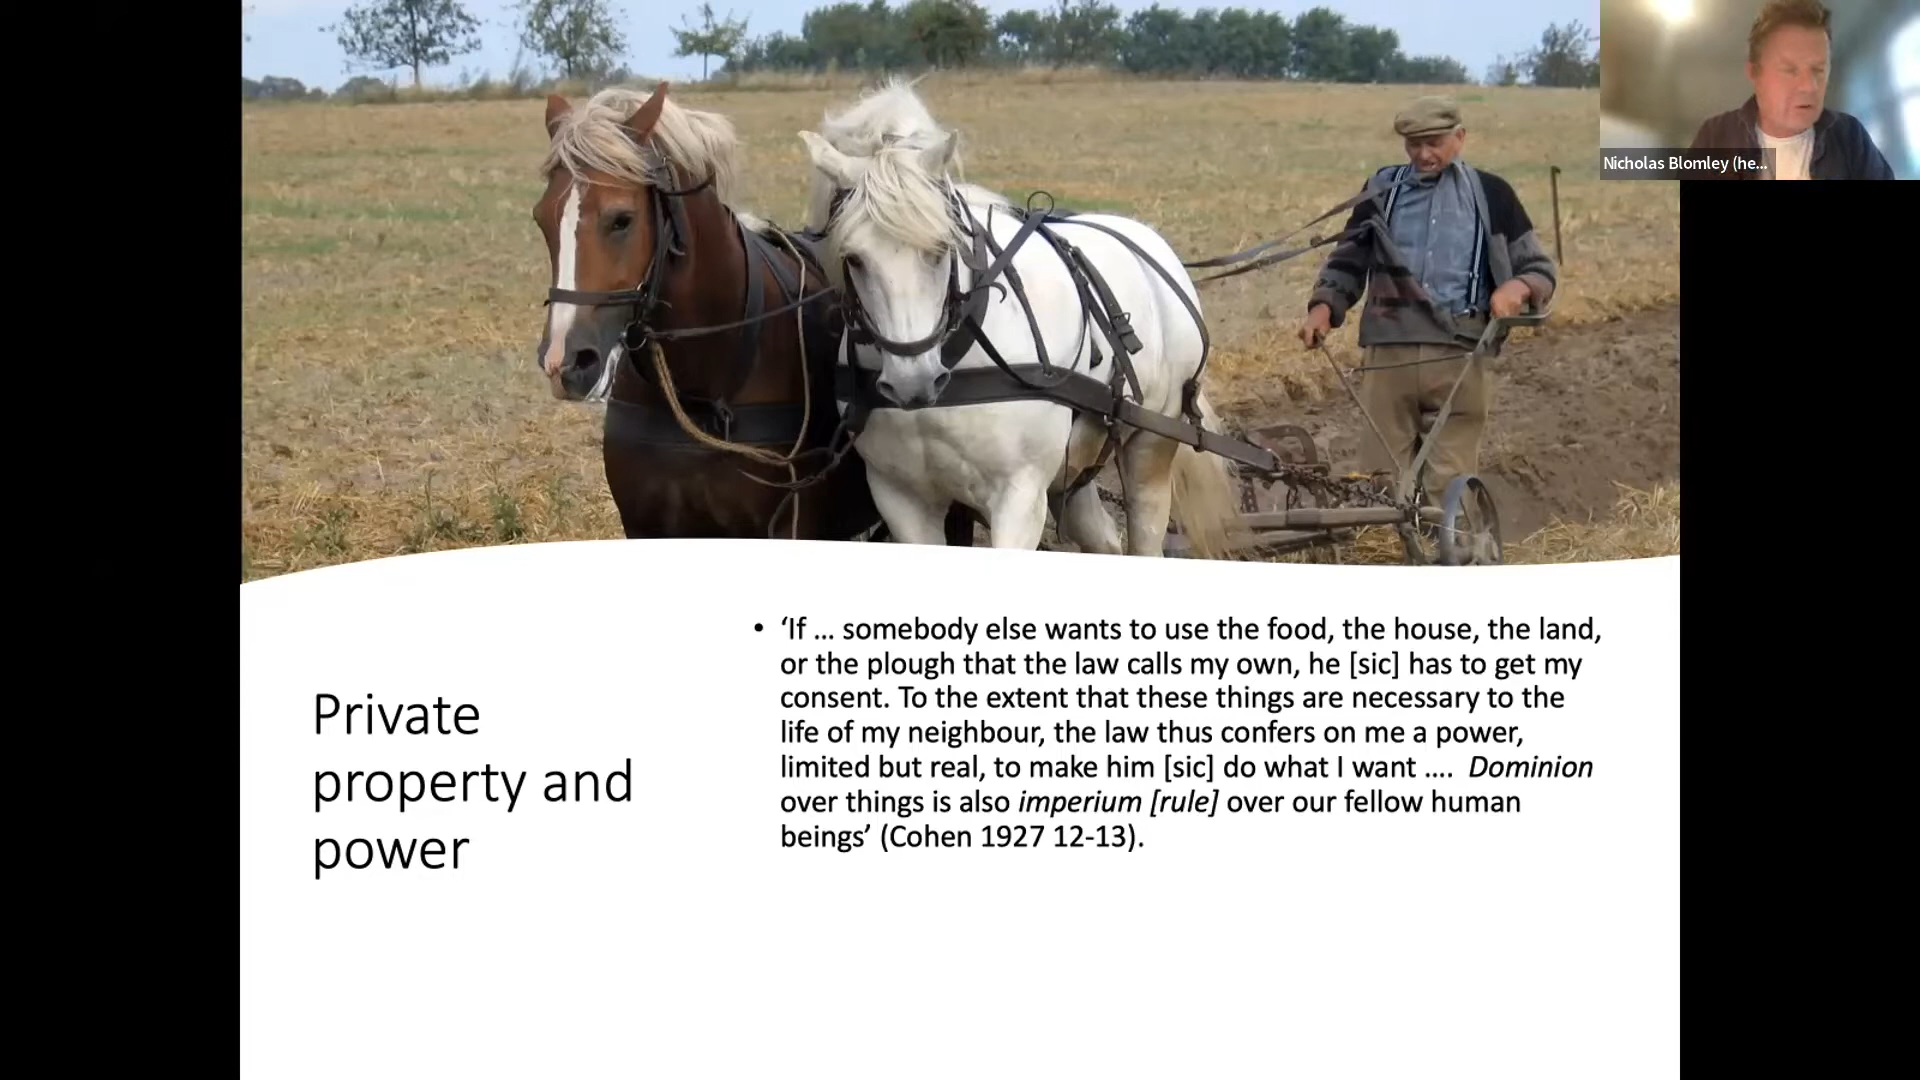 Nicholas Blomley (he...
Private
property and
power
• ‘If ... somebody else wants to use the food, the house, the land,
or the plough that the law calls my own, he [sic] has to get my
consent. To the extent that these things are necessary to the
life of my neighbour, the law thus confers on me a power,
limited but real, to make him [sic] do what I want .... Dominion
over things is also imperium [rule] over our fellow human
beings’ (Cohen 1927 12-13).